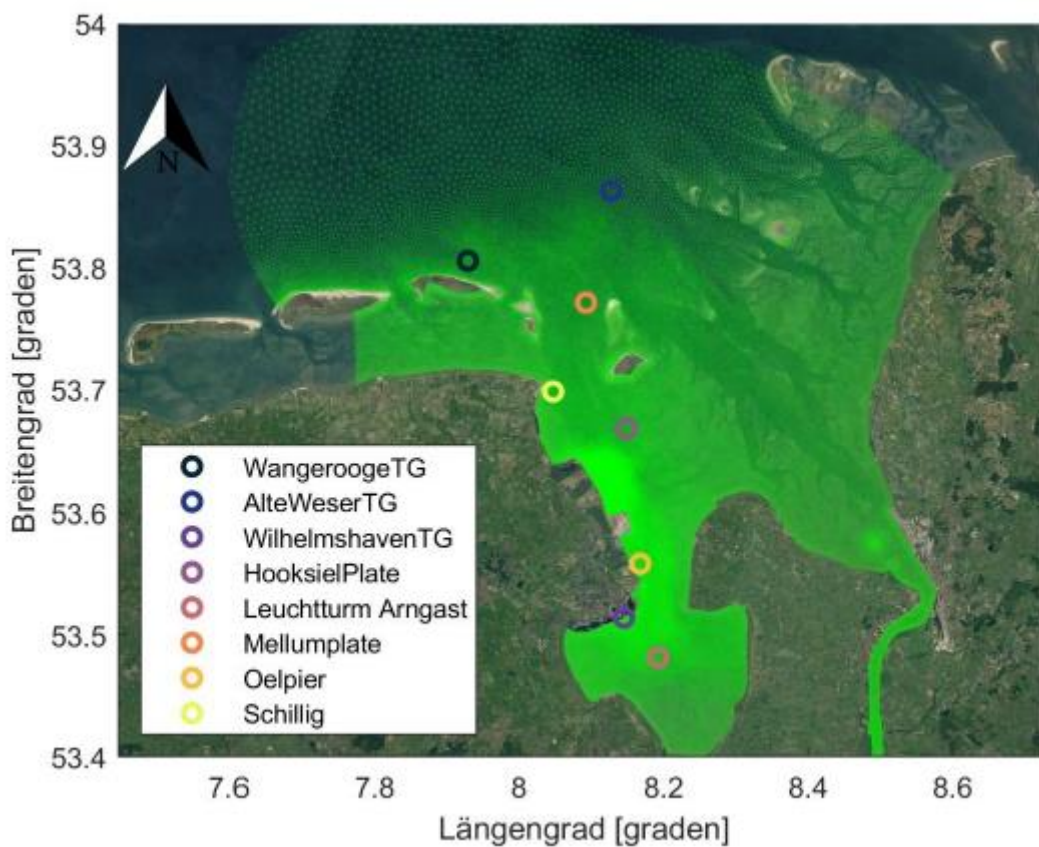 54
53.9
53.8
53.7
53.6
53.5
53.4
Breitengrad [graden]
N
WangeroogeTG
AlteWeserTG
WilhelmshavenTG
HooksielPlate
Leuchtturm Arngast
Mellumplate
Oelpier
Schillig
7.6 7.8 8 8.2 8.4 8.6
Längengrad [graden]